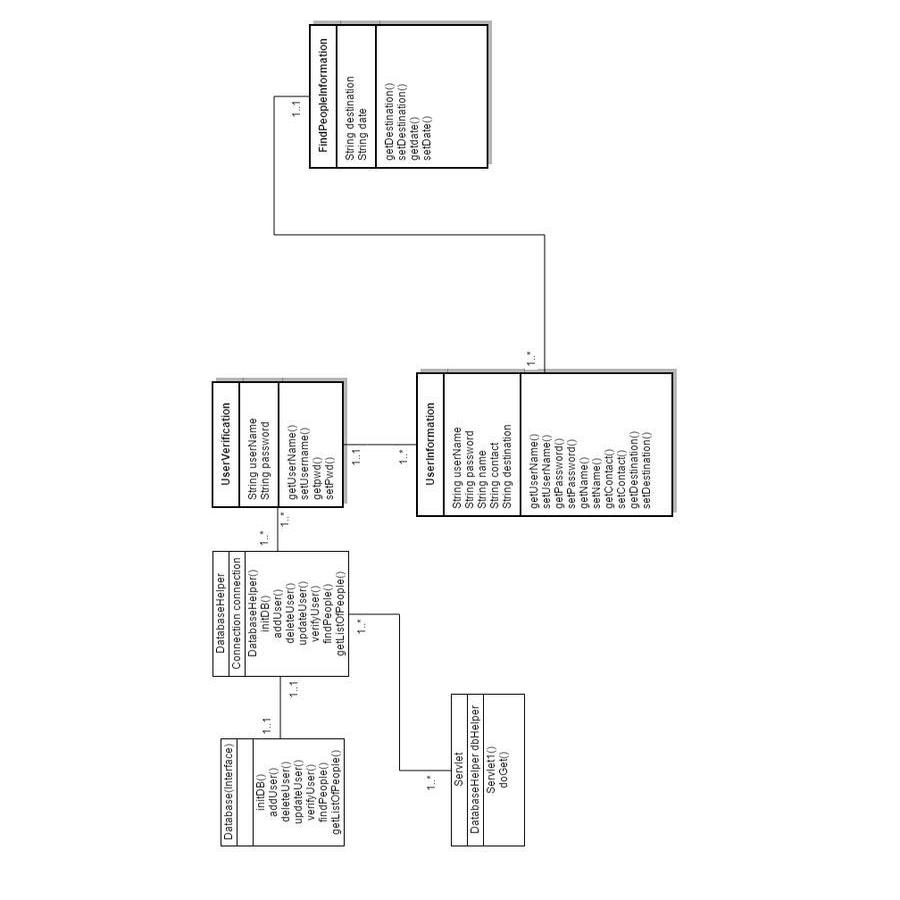 Database(Interface)
initDB()
addUser()
deleteUser()
updateUser()
verifyUser()
findPeople()
getListOfPeople()
1..1
1..1
DatabaseHelper
Connection connection
DatabaseHelper()
initDB()
addUser()
deleteUser()
updateUser()
verifyUser()
findPeople()
getListOfPeople()
1..*
1..*
UserVerification
String userName
String password
getUserName()
setUsername()
getpwd()
setPwd()
1..1
1..*
Servlet
DatabaseHelper dbHelper
Servlet1()
doGet()
1..*
1..*
UserInformation
String userName
String password
String name
String contact
String destination
getUserName()
setUserName()
getPassword()
setPassword()
getName()
setName()
getContact()
setContact()
getDestination()
setDestination()
1..*
1..1
FindPeopleInformation
String destination
String date
getDestination()
setDestination()
getdate()
setDate()